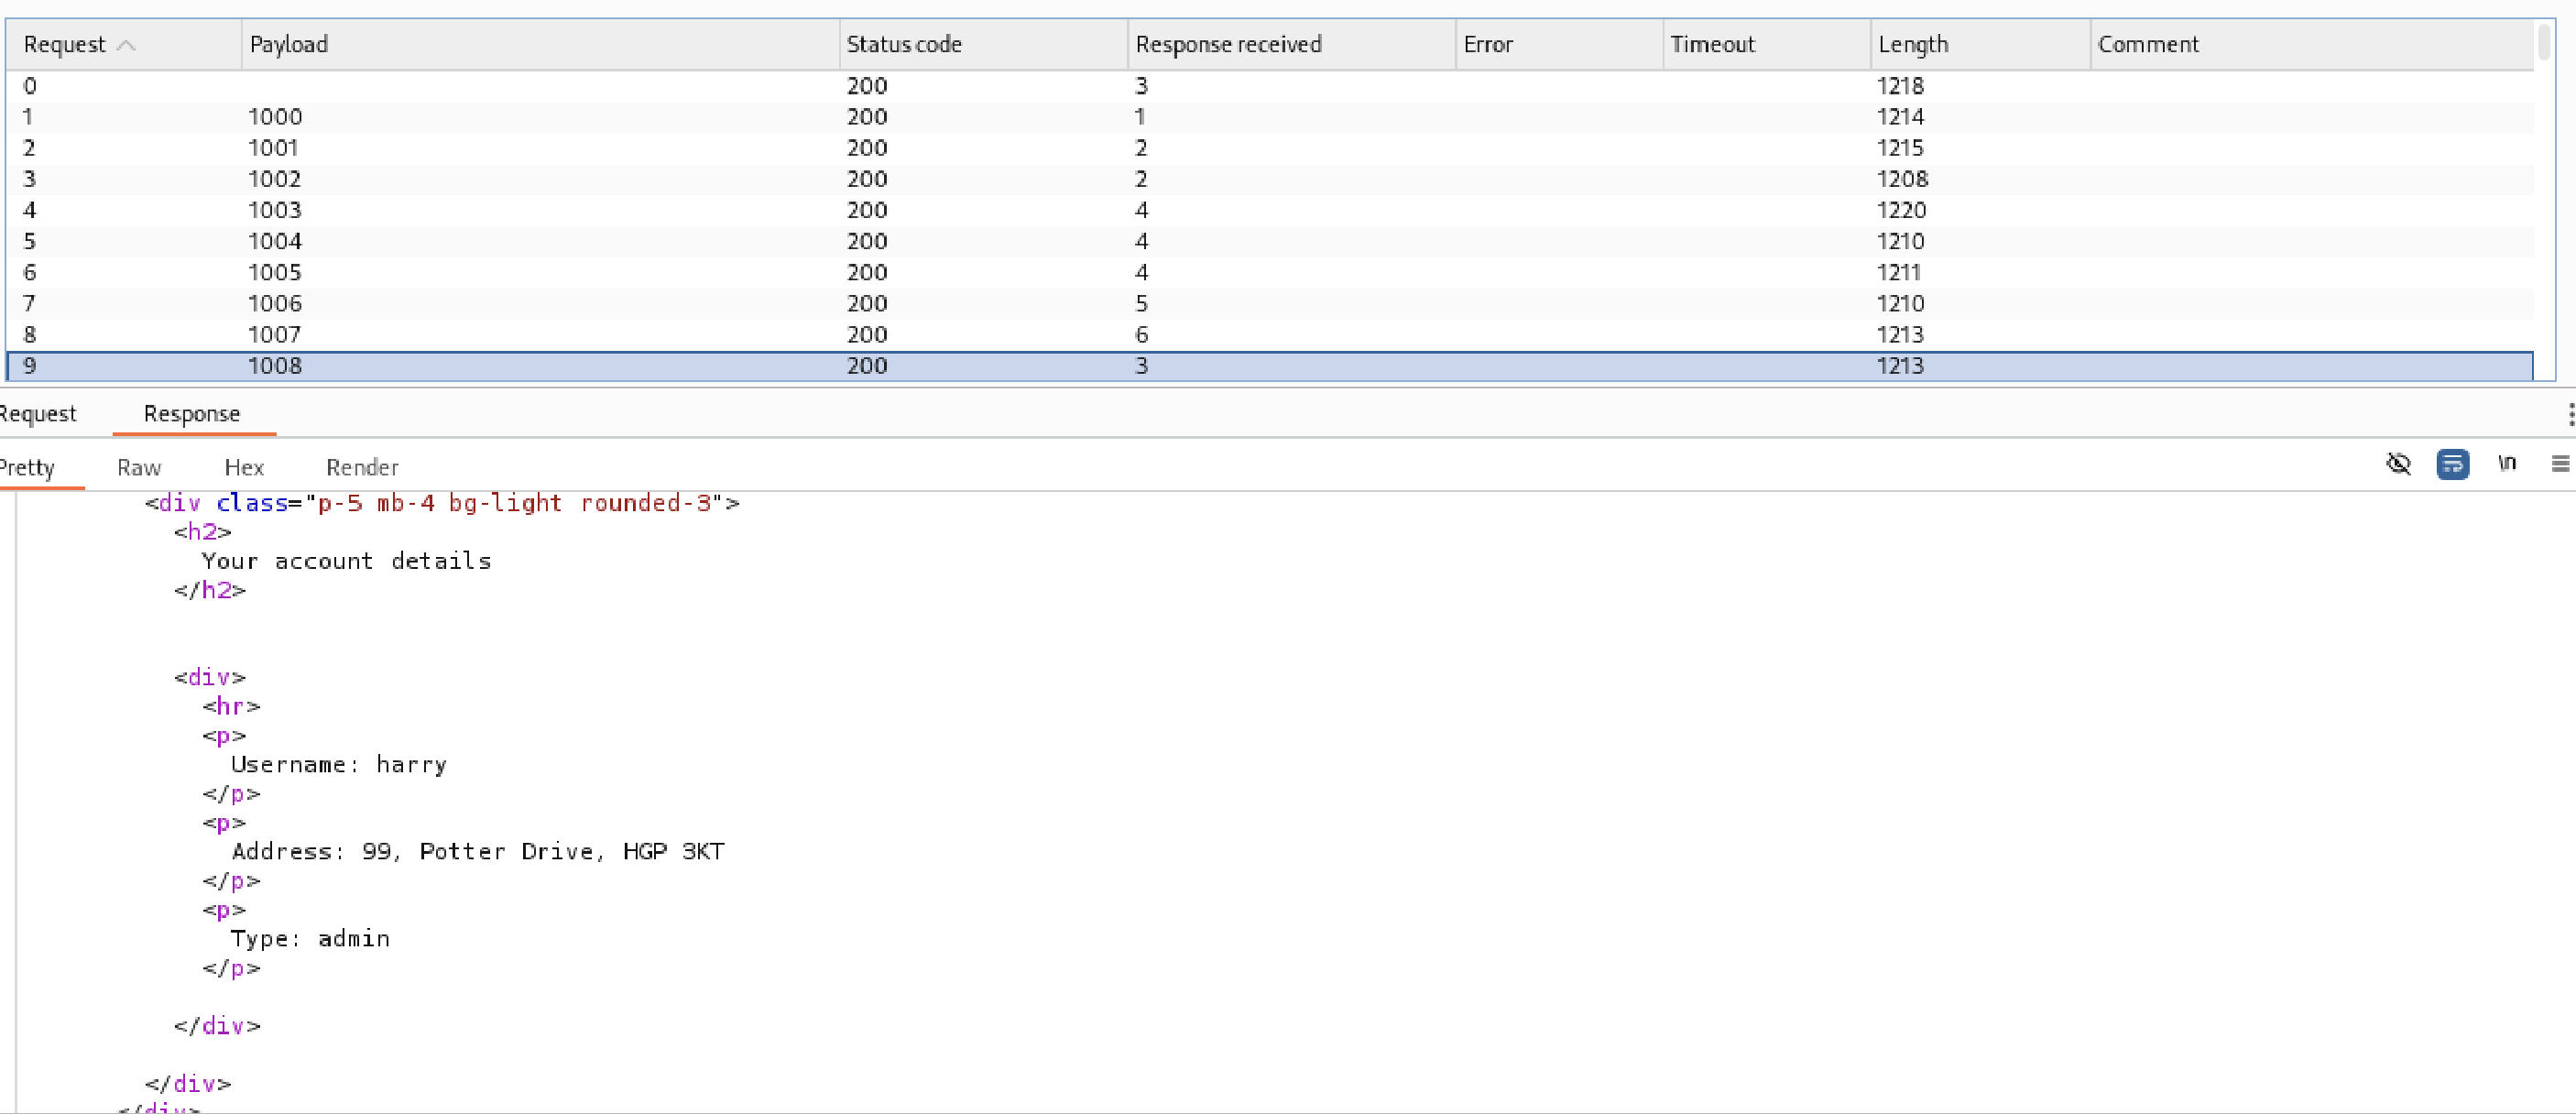 Request Payload Status code Response received Error Timeout Length Comment
0 200 3 1218
1 1000 200 1 1214
2 1001 200 2 1215
3 1002 200 2 1208
4 1003 200 4 1220
5 1004 200 4 1210
6 1005 200 4 1211
7 1006 200 5 1210
8 1007 200 6 1213
9 1008 200 3 1213
Request Response
Pretty Raw Hex Render \n
<div class="p-5 mb-4 bg-light rounded-3">
<h2>
Your account details
</h2>
<div>
<hr>
<p>
Username: harry
</p>
<p>
Address: 99, Potter Drive, HGP 3KT
</p>
<p>
Type: admin
</p>
</div>
</div>
</div>